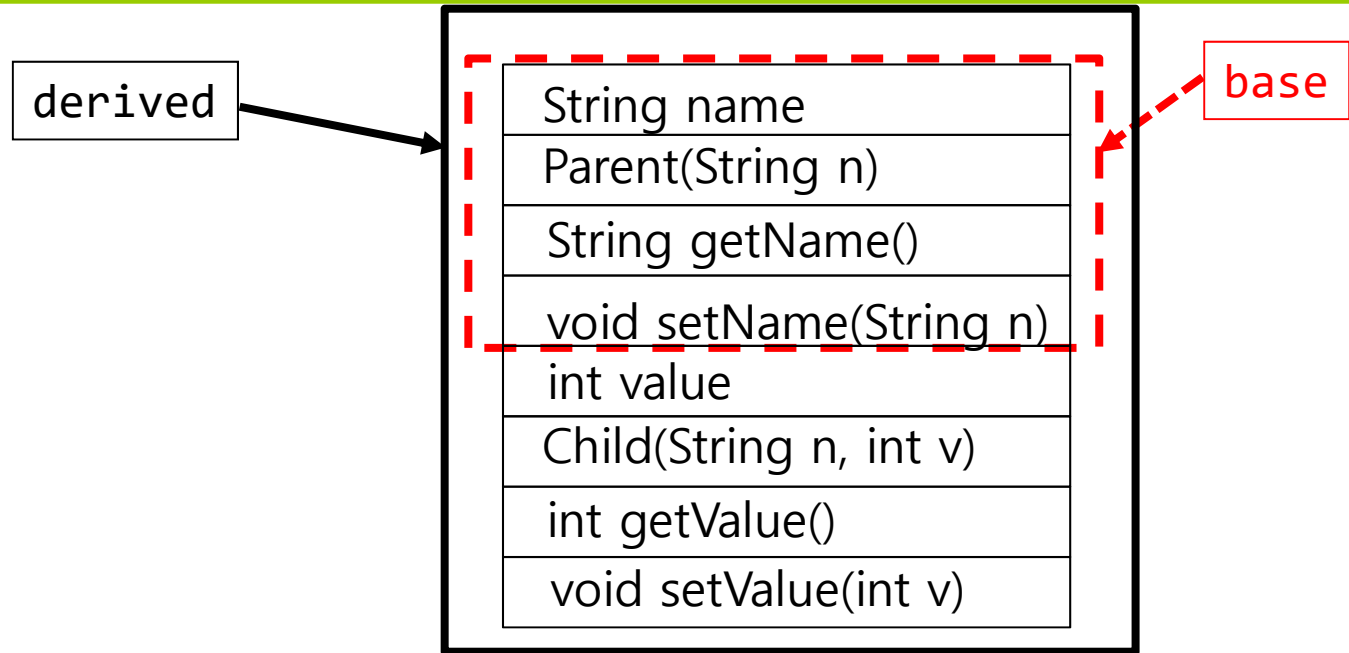 derived
base
String name
Parent(String n)
String getName()
void setName(String n)
int value
Child(String n, int v)
int getValue()
void setValue(int v)